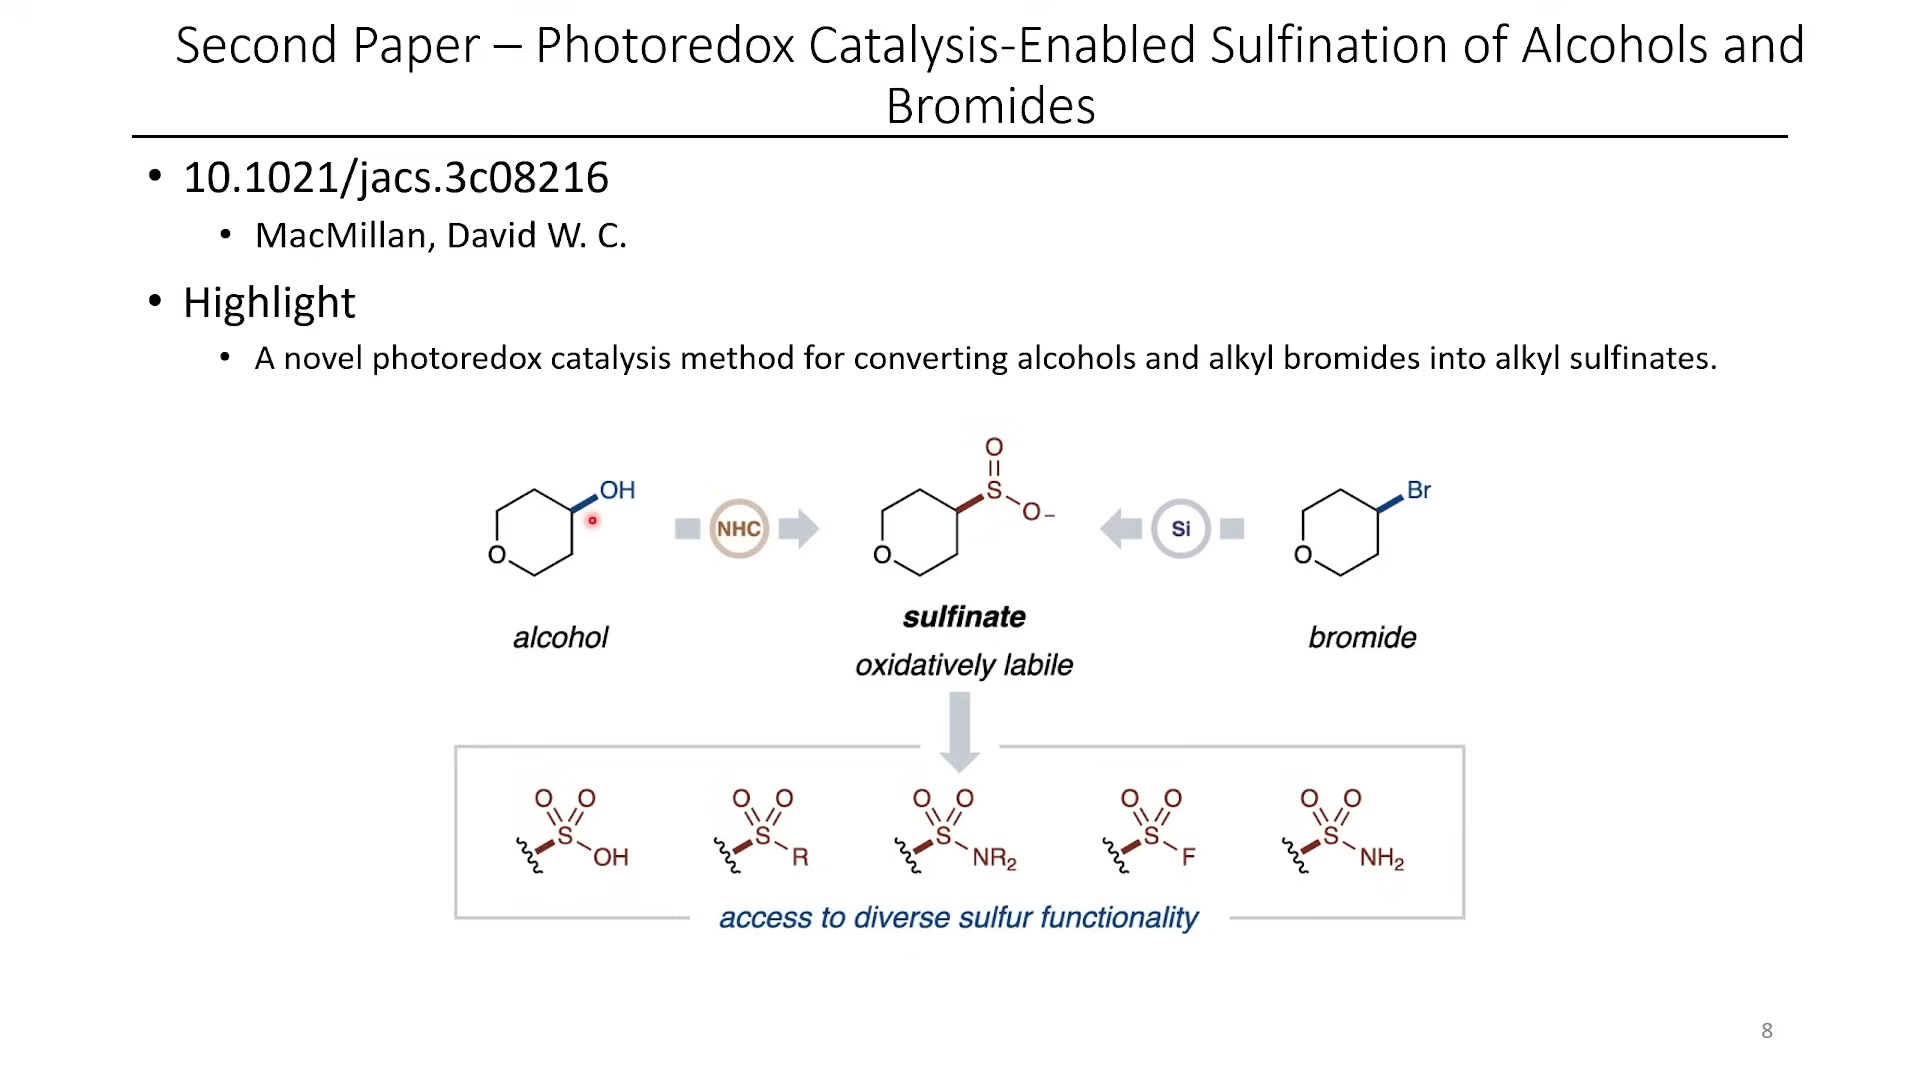 Second Paper – Photoredox Catalysis-Enabled Sulfination of Alcohols and
Bromides
• 10.1021/jacs.3c08216
• MacMillan, David W. C.
• Highlight
• A novel photoredox catalysis method for converting alcohols and alkyl bromides into alkyl sulfinates.
O
OH
S
Br
NHC
O–
Si
O
O
O
sulfinate
alcohol
bromide
oxidatively labile
O O
S
OH
O O
S
R
O O
S
NR₂
O O
S
F
O O
S
NH₂
access to diverse sulfur functionality
8